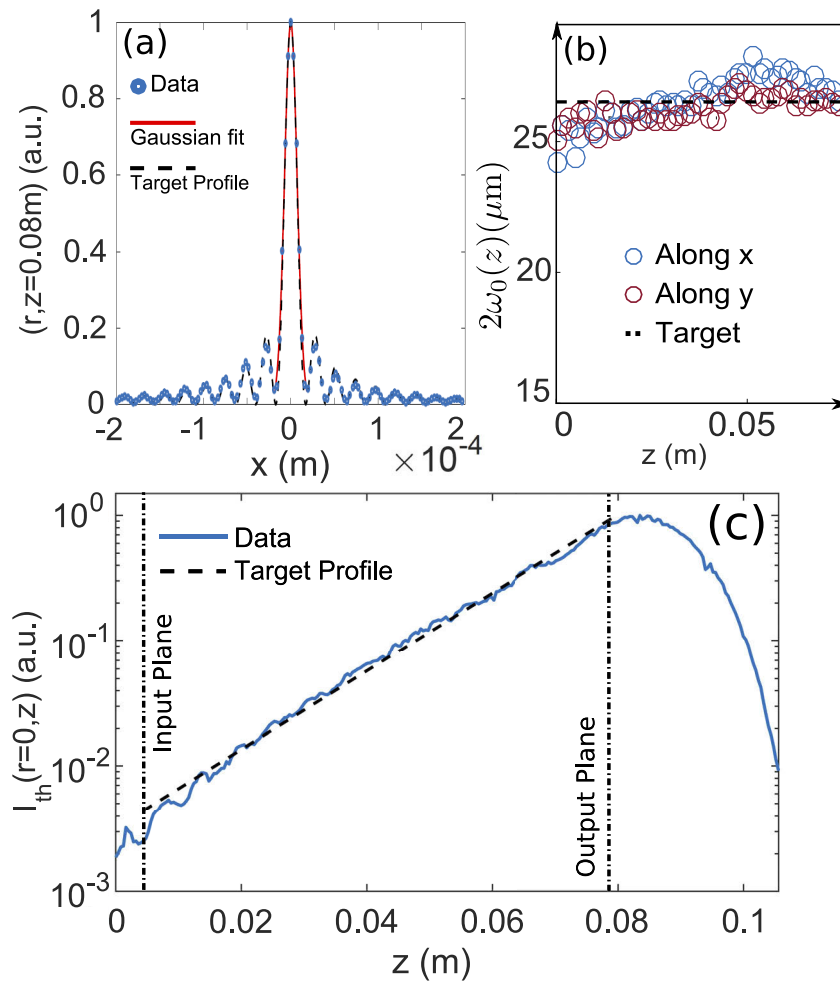 (a)
Data
Gaussian fit
Target Profile
(r,z=0.08m) (a.u.)
1
0.8
0.6
0.4
0.2
0
-2
-1
0
1
2
×10⁻⁴
x (m)
(b)
2ω₀(z)(μm)
25
20
15
Along x
Along y
Target
0
0.05
z (m)
(c)
Data
Target Profile
Input Plane
Output Plane
I_th(r=0,z) (a.u.)
10⁰
10⁻¹
10⁻²
10⁻³
0
0.02
0.04
0.06
0.08
0.1
z (m)